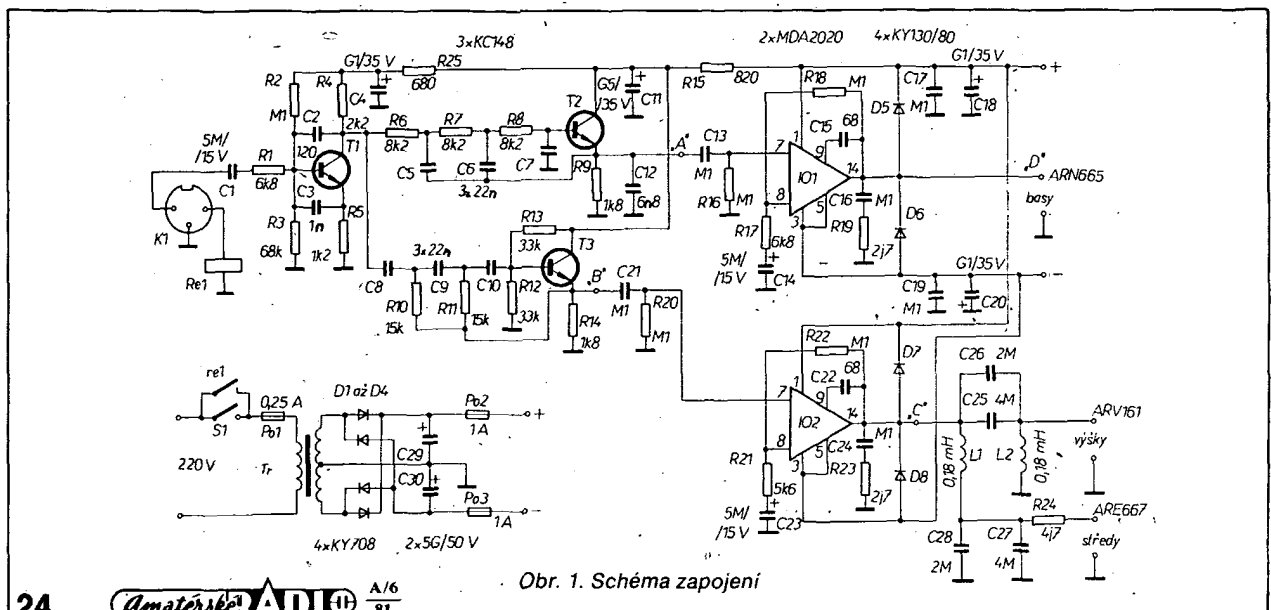 3×KC148
2×MDA2020
4×KY130/80
R2
M1
R4
C4
2k2
G1/35 V
R25
680
C2
120
T1
5M/
/15 V
C1
R1
6k8
C3
1n
R5
1k2
R3
68k
K1
Re1
R6
8k2
R7
8k2
R8
8k2
C5
C6
C7
3×22n
T2
G5/
/35 V
C11
R9
1k8
C12
6n8
R15
820
„A“
C13
M1
R16
M1
R18
M1
C15
68
7
1
9
14
8
3
5
IO1
R17
6k8
5M/
/15 V
C14
C16
M1
R19
2j7
C17
M1
D5
G1/35 V
C18
+
„D“
ARN665
basy
D6
G1/35 V
-
C19
M1
C20
C8
3×22n
C9
C10
R10
15k
R11
15k
R13
33k
R12
33k
T3
„B“
C21
M1
R14
1k8
R20
M1
R22
M1
C22
68
7
1
9
14
8
3
5
IO2
R21
5k6
5M/
/15 V
C23
C24
M1
R23
2j7
D7
D8
„C“
C26
2M
C25
4M
L1
0,18 mH
L2
0,18 mH
ARV161
výšky
R24
4j7
ARE667
středy
C28
2M
C27
4M
re1
S1
0,25 A
Po1
220 V
Tr
D1 až D4
C29
C30
Po2
1A
+
Po3
1A
-
4×KY708
2×5G/50 V
Obr. 1. Schéma zapojení
24
Amatérské RADIO
A/6
81